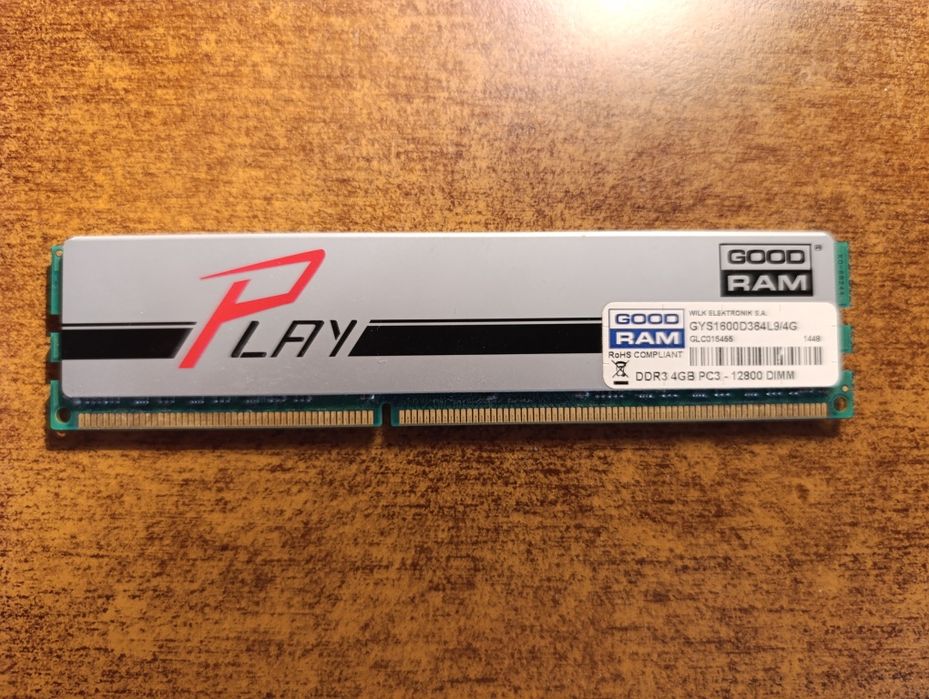 PLAY
GOOD
RAM
®
GOOD
RAM
RoHS COMPLIANT
WILK ELEKTRONIK S.A.
GYS1600D364L9/4G
GLC015455 1448
DDR3 4GB PC3 - 12800 DIMM